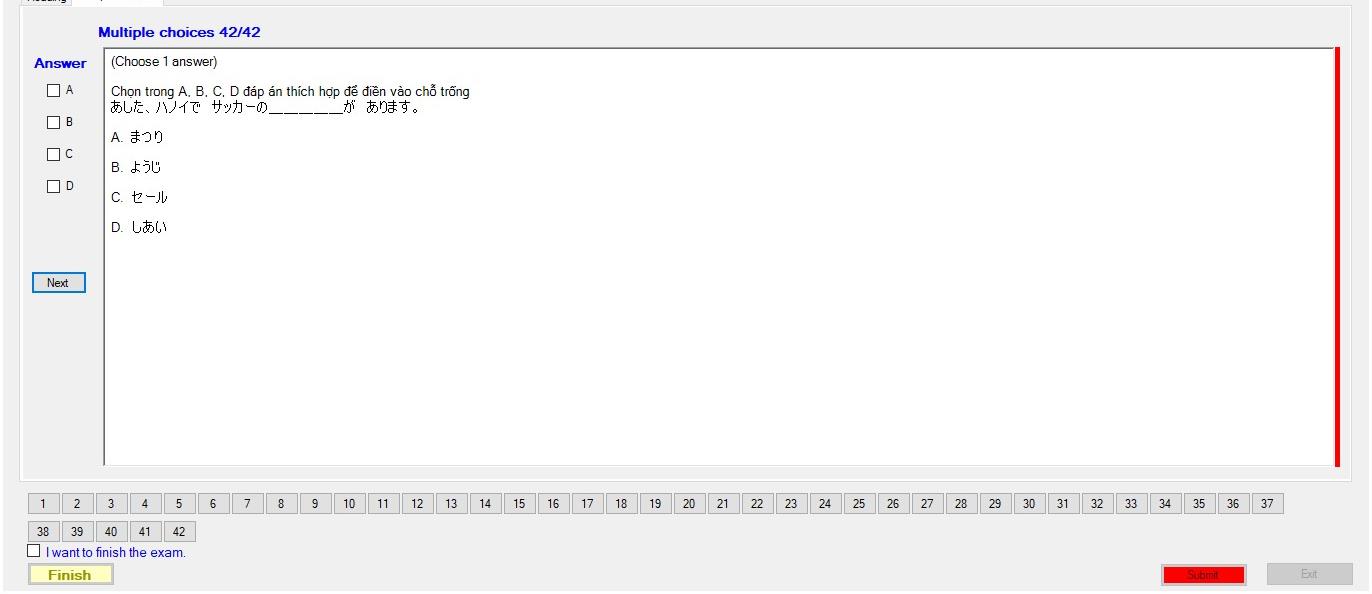 Multiple choices 42/42
Answer
(Choose 1 answer)
A
B
C
D
Chọn trong A, B, C, D đáp án thích hợp để điền vào chỗ trống
あした、ハノイで サッカーの__________が あります。
A. まつり
B. ようじ
C. セール
D. しあい
Next
1 2 3 4 5 6 7 8 9 10 11 12 13 14 15 16 17 18 19 20 21 22 23 24 25 26 27 28 29 30 31 32 33 34 35 36 37
38 39 40 41 42
I want to finish the exam.
Finish
Submit
Exit